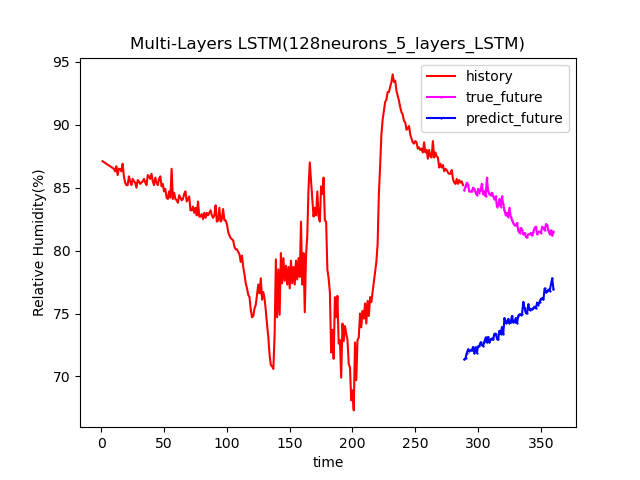 Multi-Layers LSTM(128neurons_5_layers_LSTM)
history
true_future
predict_future
Relative Humidity(%)
95
90
85
80
75
70
0
50
100
150
200
250
300
350
time